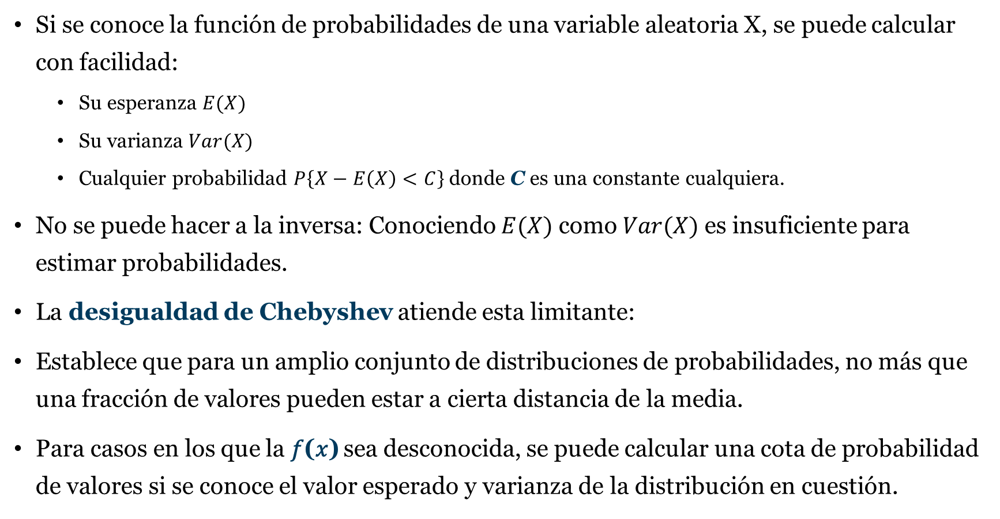 • Si se conoce la función de probabilidades de una variable aleatoria X, se puede calcular
con facilidad:
• Su esperanza E(X)
• Su varianza Var(X)
• Cualquier probabilidad P{X − E(X) < C} donde C es una constante cualquiera.
• No se puede hacer a la inversa: Conociendo E(X) como Var(X) es insuficiente para
estimar probabilidades.
• La desigualdad de Chebyshev atiende esta limitante:
• Establece que para un amplio conjunto de distribuciones de probabilidades, no más que
una fracción de valores pueden estar a cierta distancia de la media.
• Para casos en los que la f(x) sea desconocida, se puede calcular una cota de probabilidad
de valores si se conoce el valor esperado y varianza de la distribución en cuestión.